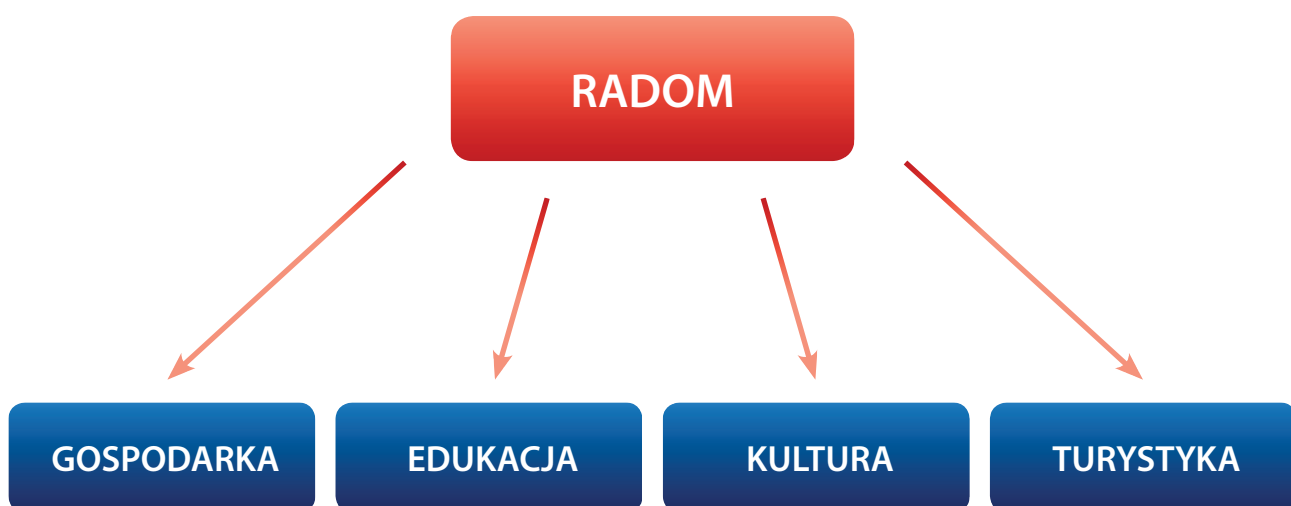 RADOM
GOSPODARKA
EDUKACJA
KULTURA
TURYSTYKA